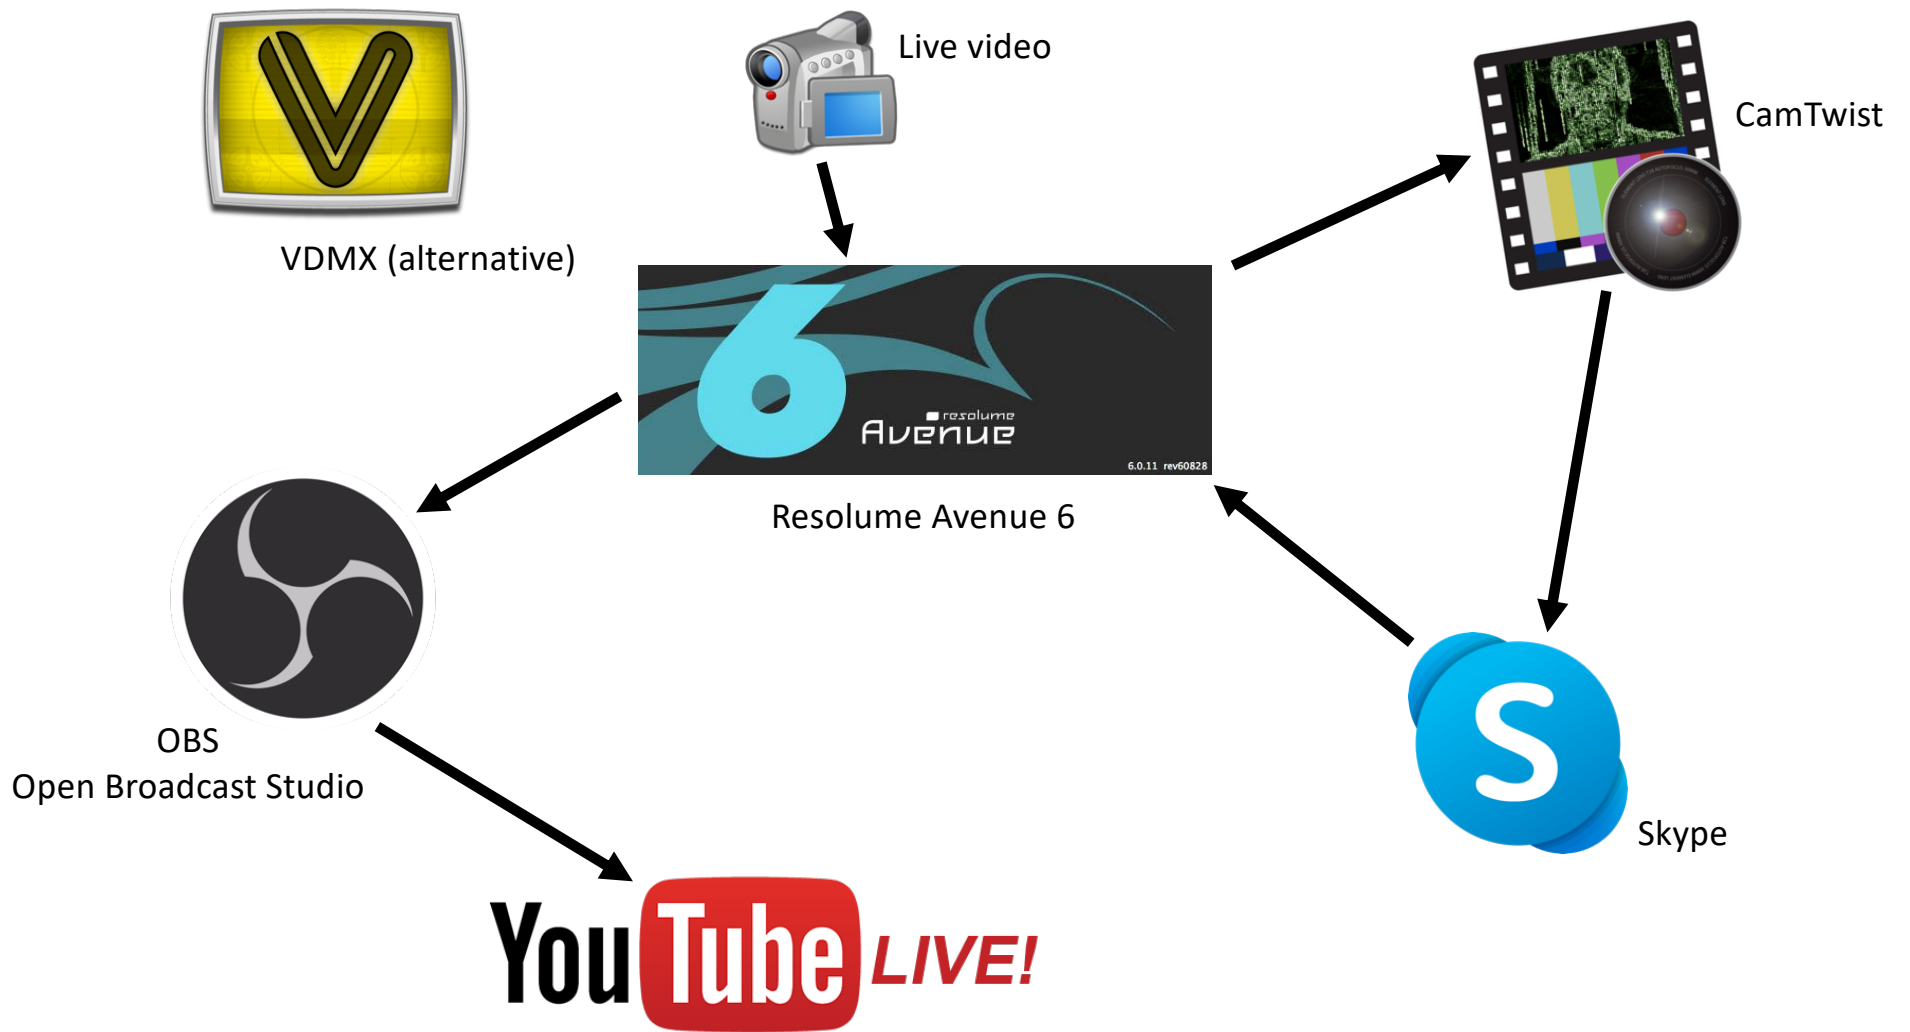 Live video
CamTwist
VDMX (alternative)
6
resolume
Avenue
6.0.11 rev60828
Resolume Avenue 6
OBS
Open Broadcast Studio
S
Skype
YouTube LIVE!